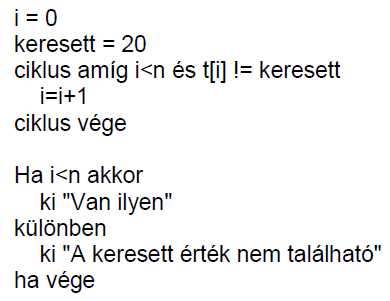 i = 0
keresett = 20
ciklus amíg i<n és t[i] != keresett
i=i+1
ciklus vége
Ha i<n akkor
ki "Van ilyen"
különben
ki "A keresett érték nem található"
ha vége